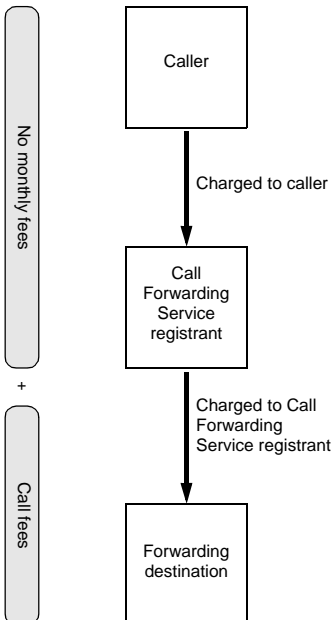 No monthly fees
+
Call fees
Caller
Charged to caller
Call
Forwarding
Service
registrant
Charged to Call
Forwarding
Service registrant
Forwarding
destination